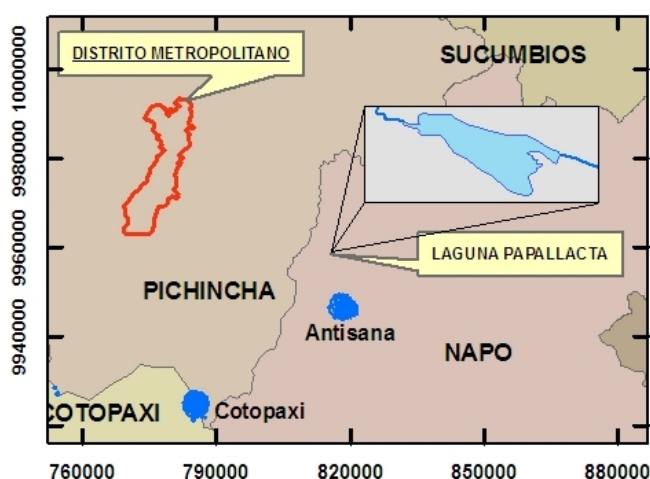 DISTRITO METROPOLITANO
SUCUMBIOS
LAGUNA PAPALLACTA
PICHINCHA
Antisana
NAPO
COTOPAXI
Cotopaxi
10000000
9980000
9960000
9940000
760000
790000
820000
850000
880000